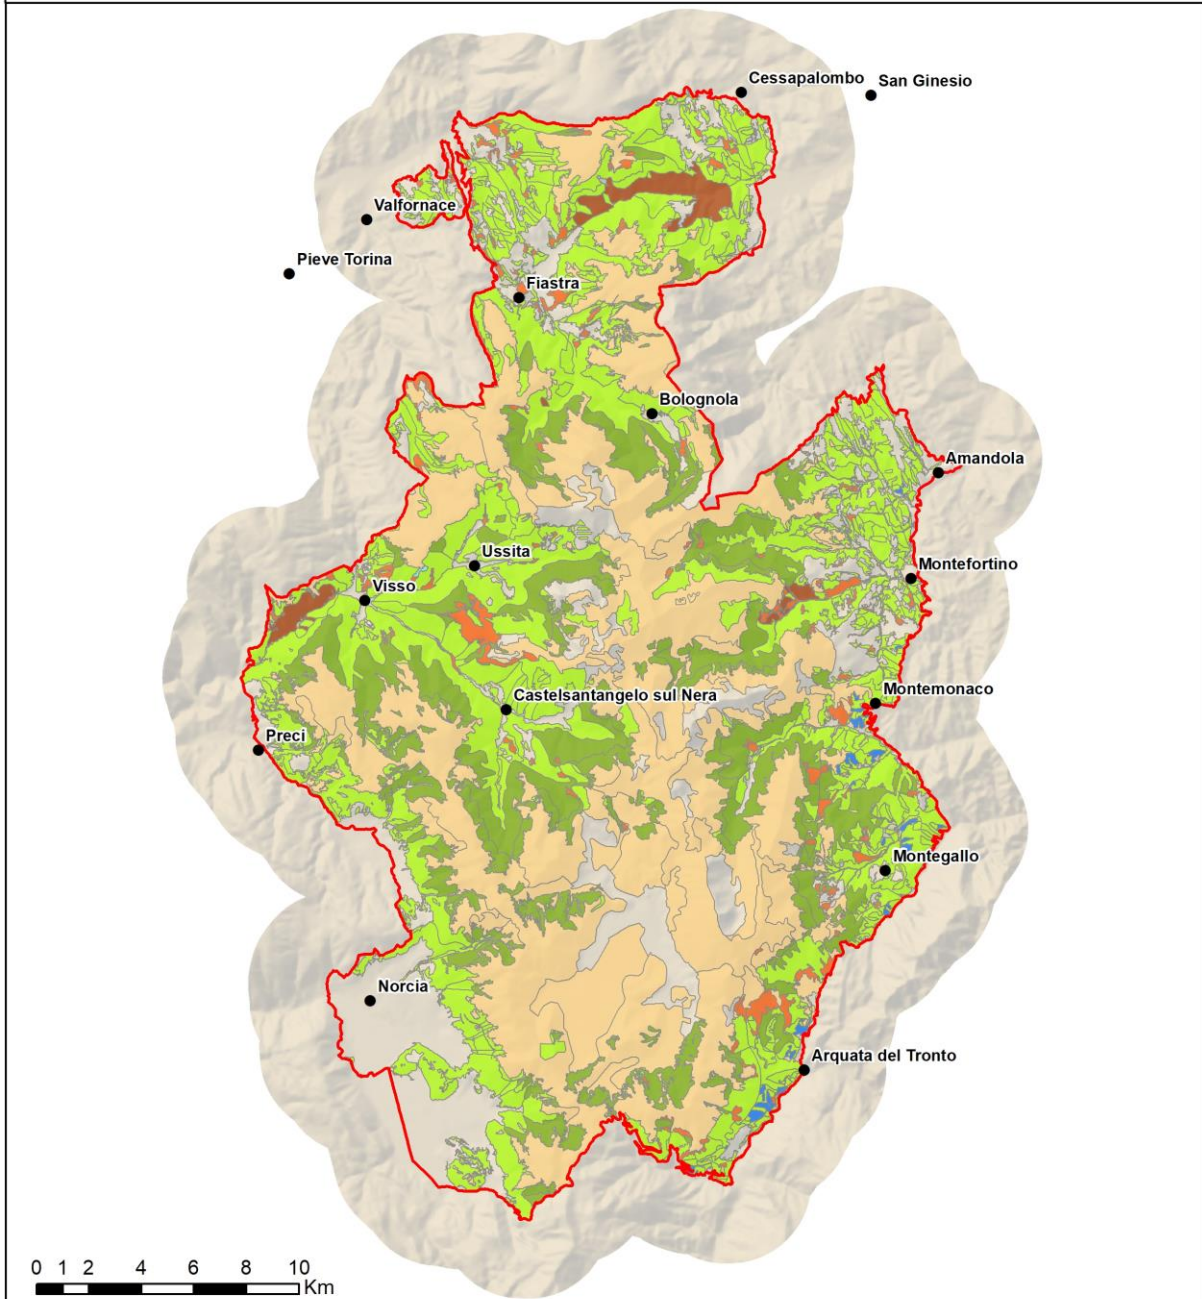 Cessapalombo
San Ginesio
Valfornace
Pieve Torina
Fiastra
Bolognola
Amandola
Ussita
Montefortino
Visso
Castelsantangelo sul Nera
Montemonaco
Preci
Montegallo
Norcia
Arquata del Tronto
0 1 2 4 6 8 10
Km